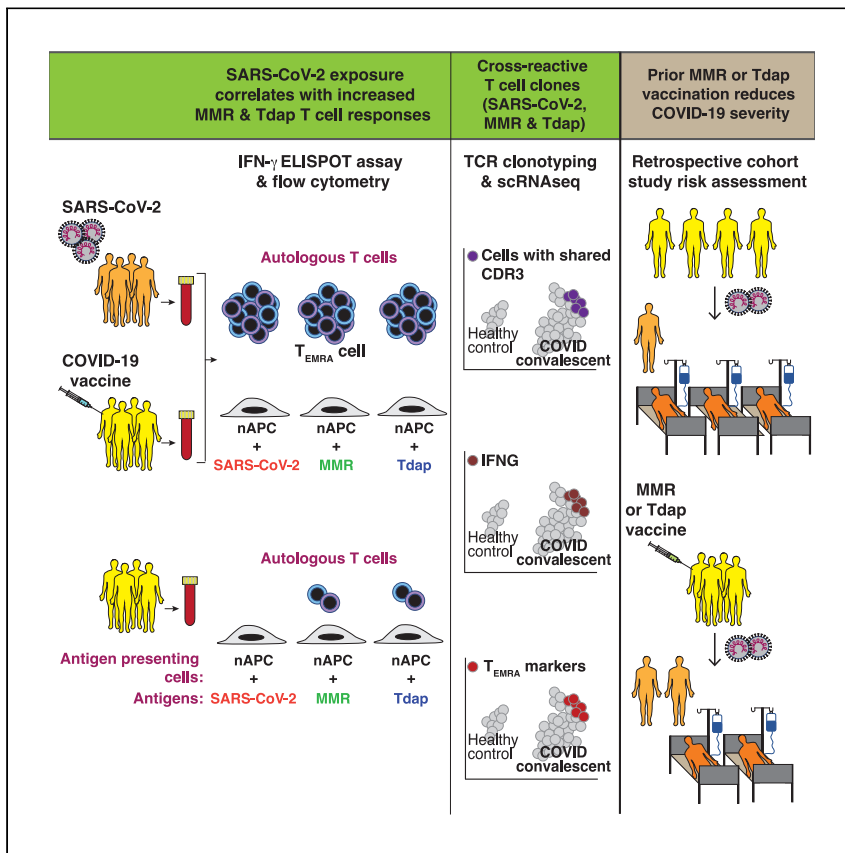 SARS-CoV-2 exposure
correlates with increased
MMR & Tdap T cell responses
Cross-reactive
T cell clones
(SARS-CoV-2,
MMR & Tdap)
Prior MMR or Tdap
vaccination reduces
COVID-19 severity
IFN-γ ELISPOT assay
& flow cytometry
SARS-CoV-2
Autologous T cells
TEMRA cell
COVID-19
vaccine
nAPC nAPC nAPC
+ + +
SARS-CoV-2 MMR Tdap
Autologous T cells
Antigen presenting
cells:
Antigens:
nAPC nAPC nAPC
+ + +
SARS-CoV-2 MMR Tdap
TCR clonotyping
& scRNAseq
Cells with shared
CDR3
Healthy
control
COVID
convalescent
IFNG
Healthy
control
COVID
convalescent
TEMRA markers
Healthy
control
COVID
convalescent
Retrospective cohort
study risk assessment
MMR
or Tdap
vaccine